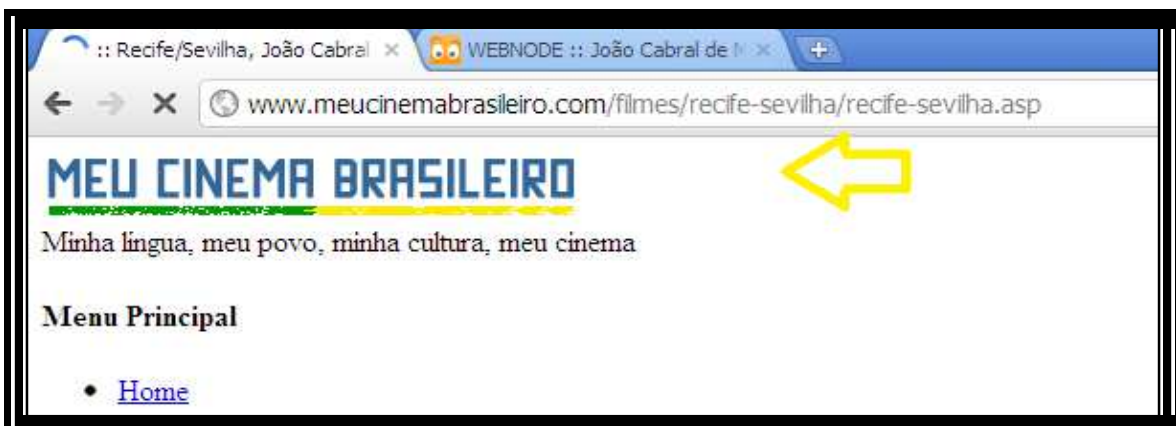 :: Recife/Sevilha, João Cabral
WEBNODE :: João Cabral de
www.meucinemabrasileiro.com/filmes/recife-sevilha/recife-sevilha.asp
MEU CINEMA BRASILEIRO
Minha língua, meu povo, minha cultura, meu cinema
Menu Principal
Home